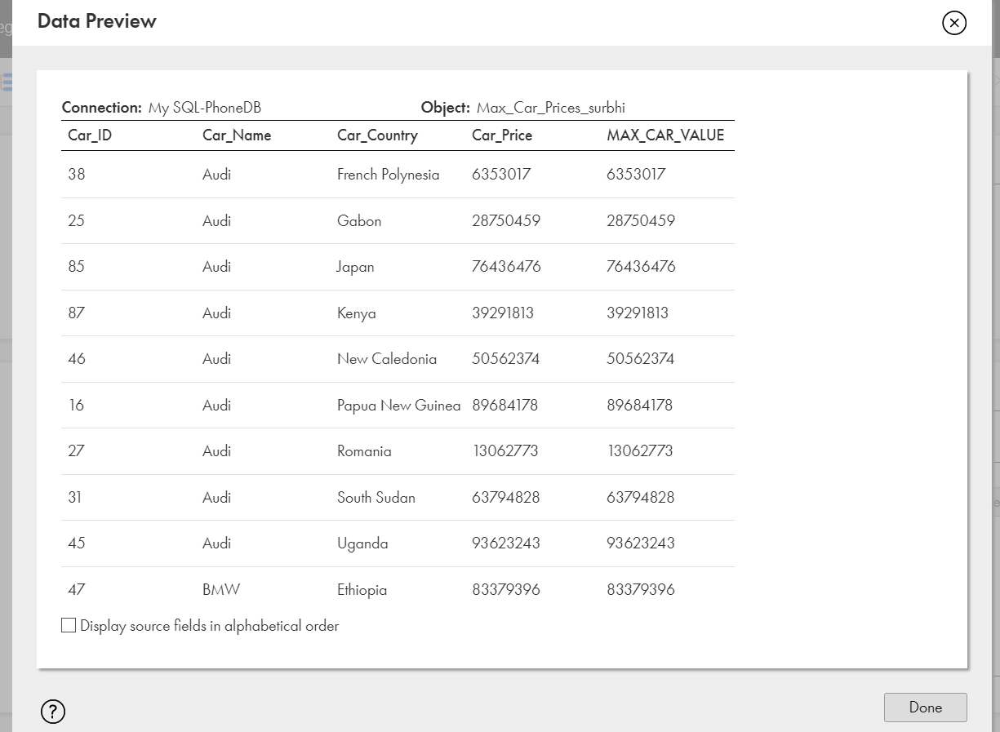 Data Preview
Connection: My SQL-PhoneDB Object: Max_Car_Prices_surbhi
Car_ID Car_Name Car_Country Car_Price MAX_CAR_VALUE
38 Audi French Polynesia 6353017 6353017
25 Audi Gabon 28750459 28750459
85 Audi Japan 76436476 76436476
87 Audi Kenya 39291813 39291813
46 Audi New Caledonia 50562374 50562374
16 Audi Papua New Guinea 89684178 89684178
27 Audi Romania 13062773 13062773
31 Audi South Sudan 63794828 63794828
45 Audi Uganda 93623243 93623243
47 BMW Ethiopia 83379396 83379396
Display source fields in alphabetical order
? Done